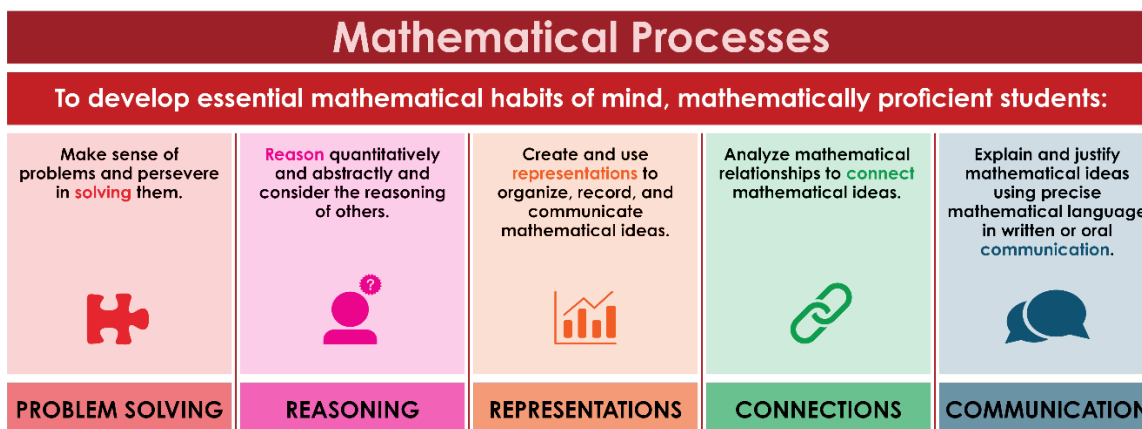 Mathematical Processes
To develop essential mathematical habits of mind, mathematically proficient students:
Make sense of
problems and persevere
in solving them.
PROBLEM SOLVING
Reason quantitatively
and abstractly and
consider the reasoning
of others.
?
REASONING
Create and use
representations to
organize, record, and
communicate
mathematical ideas.
REPRESENTATIONS
Analyze mathematical
relationships to connect
mathematical ideas.
CONNECTIONS
Explain and justify
mathematical ideas
using precise
mathematical language
in written or oral
communication.
COMMUNICATION